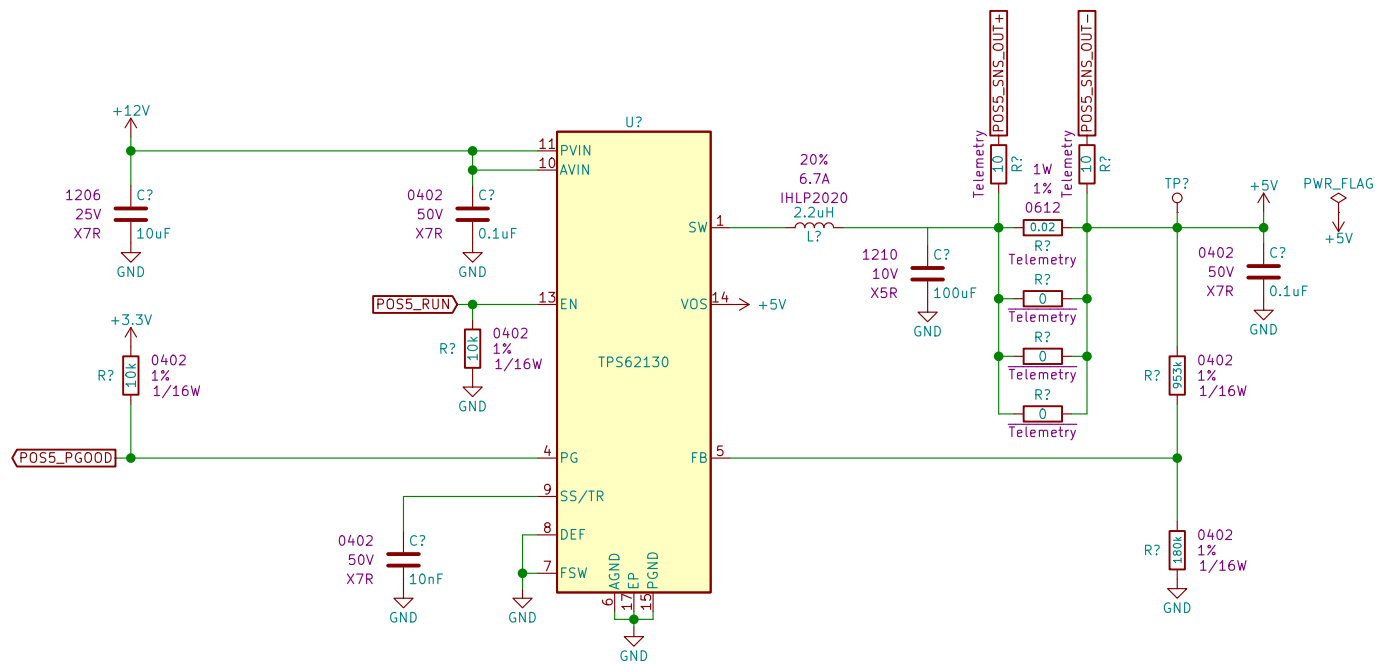 POS5_SNS_OUT+
POS5_SNS_OUT-
+12V
1206
25V
X7R
C?
10uF
GND
0402
50V
X7R
C?
0.1uF
GND
U?
11
PVIN
10
AVIN
SW
1
13
EN
VOS
14
+5V
TPS62130
4
PG
FB
5
9
SS/TR
8
DEF
7
FSW
AGND
EP
PGND
6
17
15
GND
POS5_RUN
R?
10k
0402
1%
1/16W
GND
+3.3V
R?
10k
0402
1%
1/16W
POS5_PGOOD
0402
50V
X7R
C?
10nF
GND
GND
20%
6.7A
IHLP2020
2.2uH
L?
1210
10V
X5R
C?
100uF
GND
Telemetry
10
R?
Telemetry
10
R?
1W
1%
0612
0.02
R?
Telemetry
R?
0
Telemetry
R?
0
Telemetry
R?
0
Telemetry
TP?
+5V
PWR_FLAG
+5V
0402
50V
X7R
C?
0.1uF
GND
R?
953k
0402
1%
1/16W
R?
180k
0402
1%
1/16W
GND